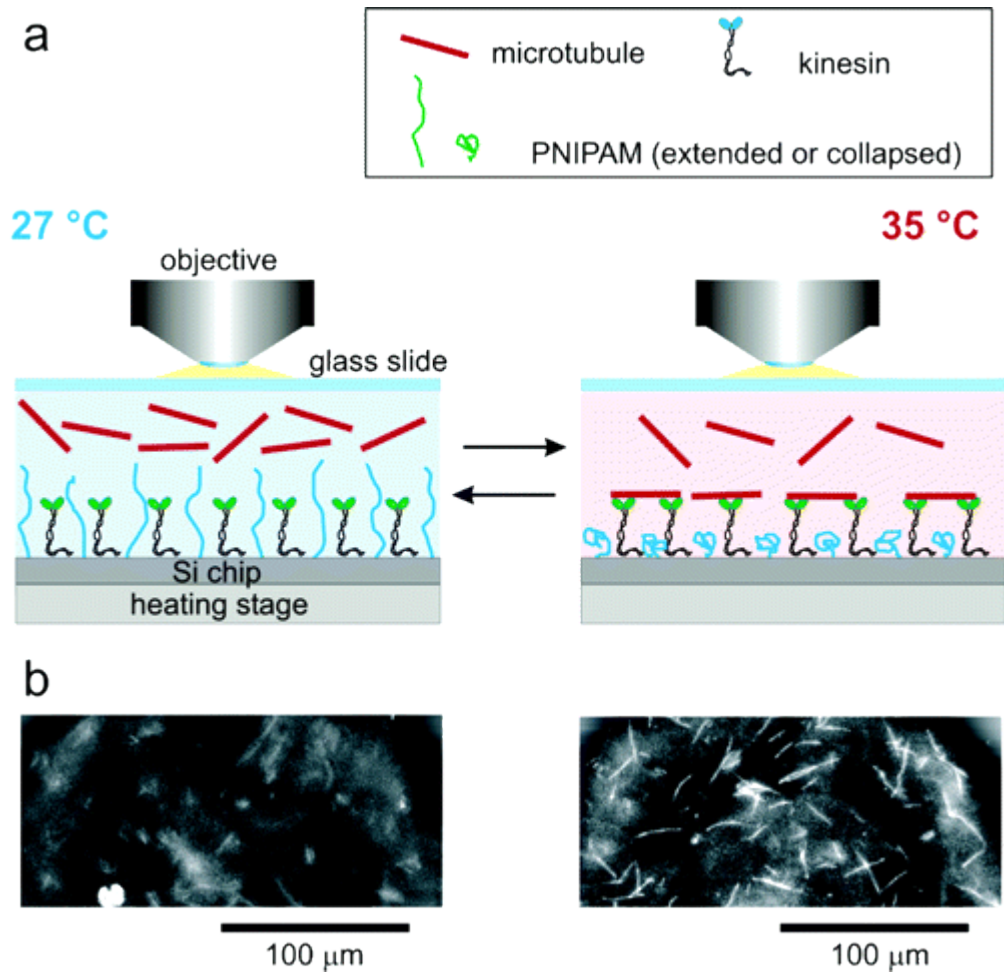 a
microtubule
kinesin
PNIPAM (extended or collapsed)
27 °C
35 °C
objective
glass slide
Si chip
heating stage
b
100 μm
100 μm